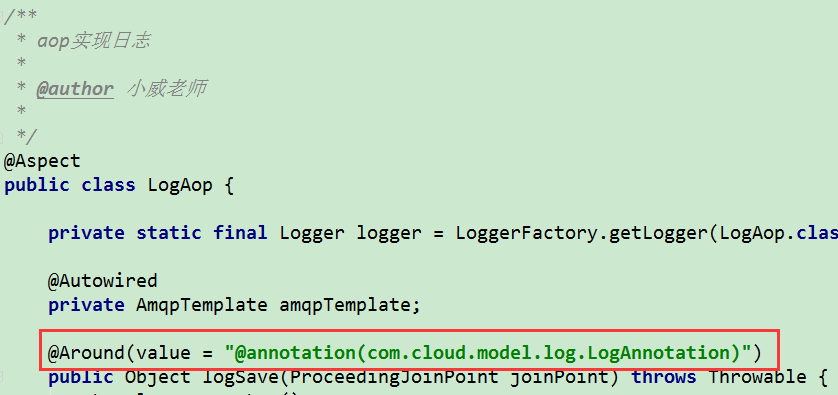 /**
 * aop实现日志
 *
 * @author 小威老师
 *
 */
@Aspect
public class LogAop {
private static final Logger logger = LoggerFactory.getLogger(LogAop.clas
@Autowired
private AmqpTemplate amqpTemplate;
@Around(value = "@annotation(com.cloud.model.log.LogAnnotation)")
public Object logSave(ProceedingJoinPoint joinPoint) throws Throwable {